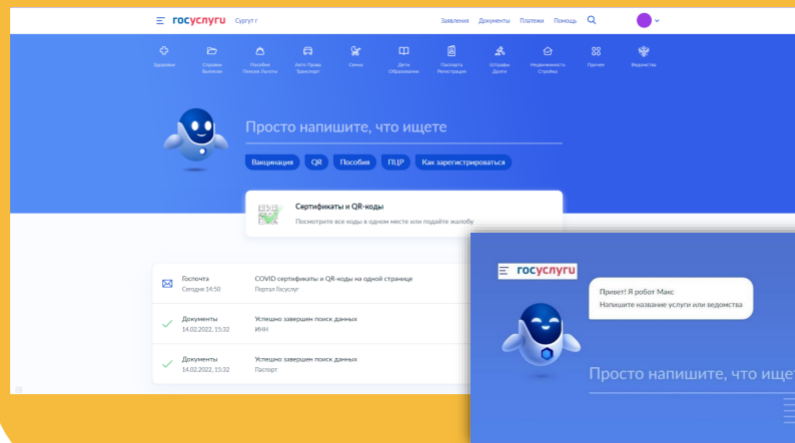 госуслуги Сургут г Заявления Документы Платежи Помощь
Здоровье Справки Выписки Пособия Пенсия Льготы Авто Права Транспорт Семья Дети Образование Паспорта Регистрация Штрафы Долги Недвижимость Стройка Прочее Ведомства
Просто напишите, что ищете
Вакцинация QR Пособия ПЦР Как зарегистрироваться
Сертификаты и QR-коды
Посмотрите все коды в одном месте или подайте жалобу
Госпочта COVID сертификаты и QR-коды на одной странице
Сегодня 14:50 Портал Госуслуг
Документы Успешно завершен поиск данных
14.02.2022, 15:32 ИНН
Документы Успешно завершен поиск данных
14.02.2022, 15:32 Паспорт
госуслуги
Привет! Я робот Макс
Напишите название услуги или ведомства
Просто напишите, что ище